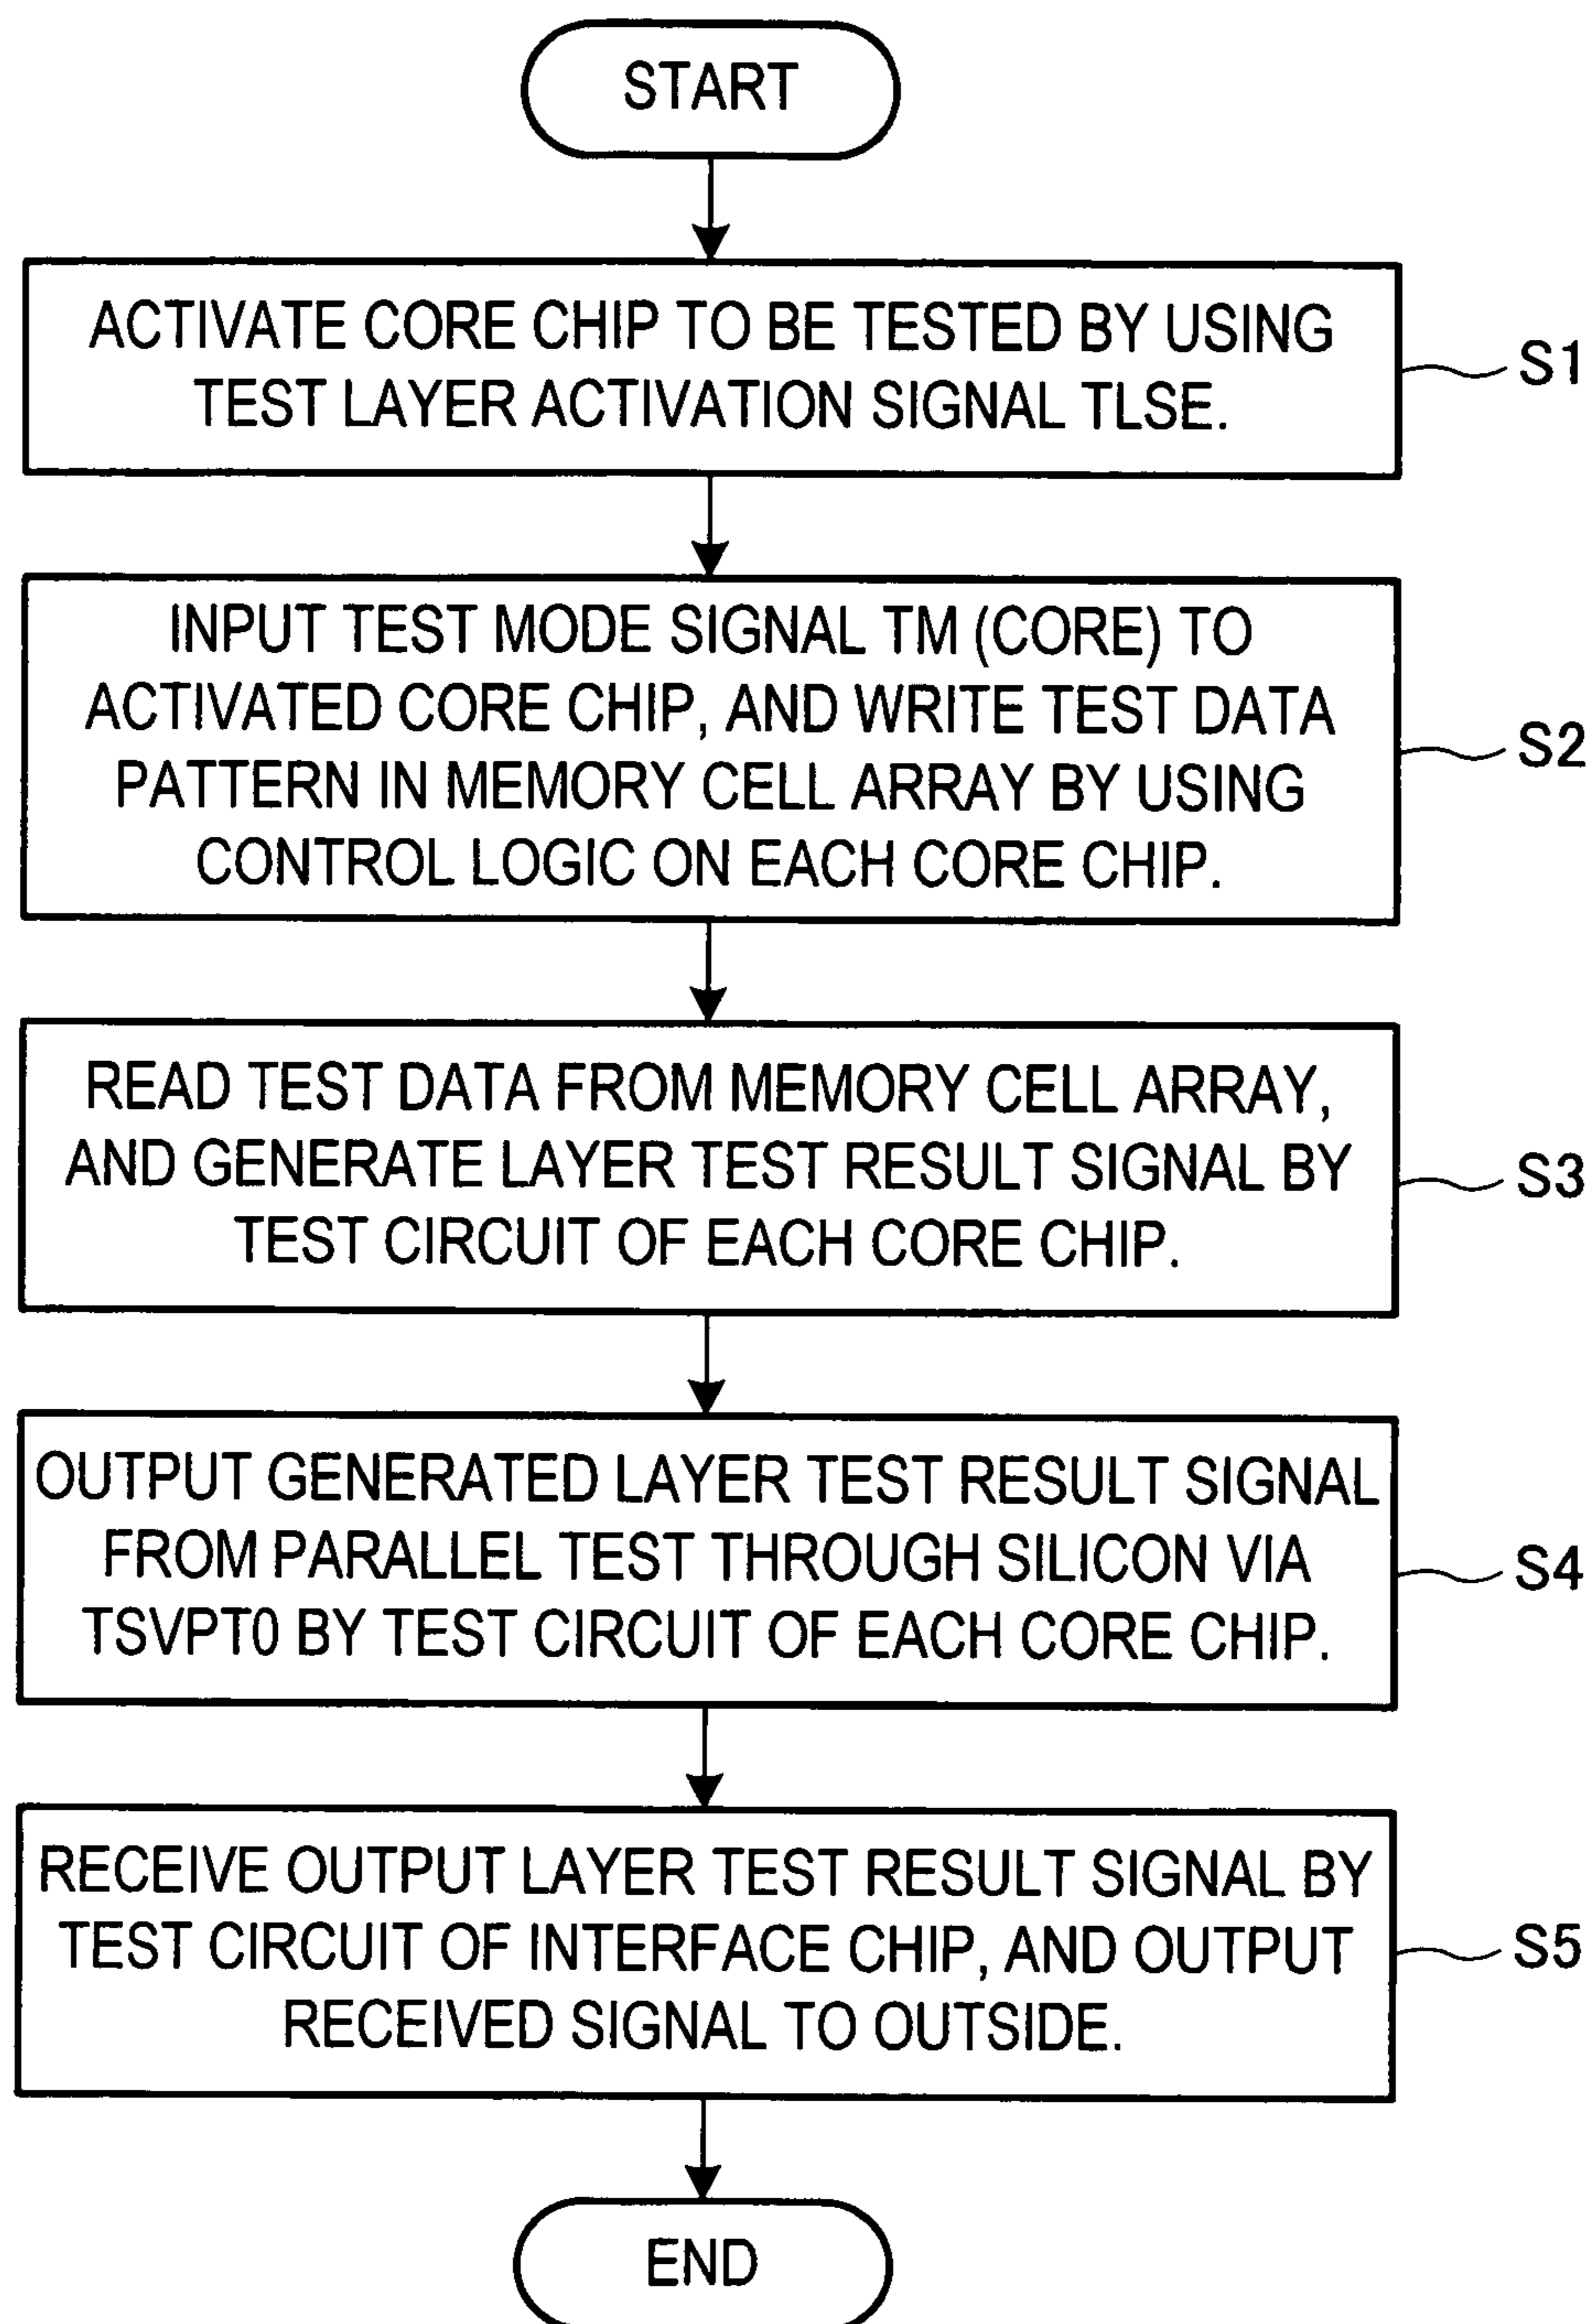 START
ACTIVATE CORE CHIP TO BE TESTED BY USING
TEST LAYER ACTIVATION SIGNAL TLSE.
S1
INPUT TEST MODE SIGNAL TM (CORE) TO
ACTIVATED CORE CHIP, AND WRITE TEST DATA
PATTERN IN MEMORY CELL ARRAY BY USING
CONTROL LOGIC ON EACH CORE CHIP.
S2
READ TEST DATA FROM MEMORY CELL ARRAY,
AND GENERATE LAYER TEST RESULT SIGNAL BY
TEST CIRCUIT OF EACH CORE CHIP.
S3
OUTPUT GENERATED LAYER TEST RESULT SIGNAL
FROM PARALLEL TEST THROUGH SILICON VIA
TSVPT0 BY TEST CIRCUIT OF EACH CORE CHIP.
S4
RECEIVE OUTPUT LAYER TEST RESULT SIGNAL BY
TEST CIRCUIT OF INTERFACE CHIP, AND OUTPUT
RECEIVED SIGNAL TO OUTSIDE.
S5
END